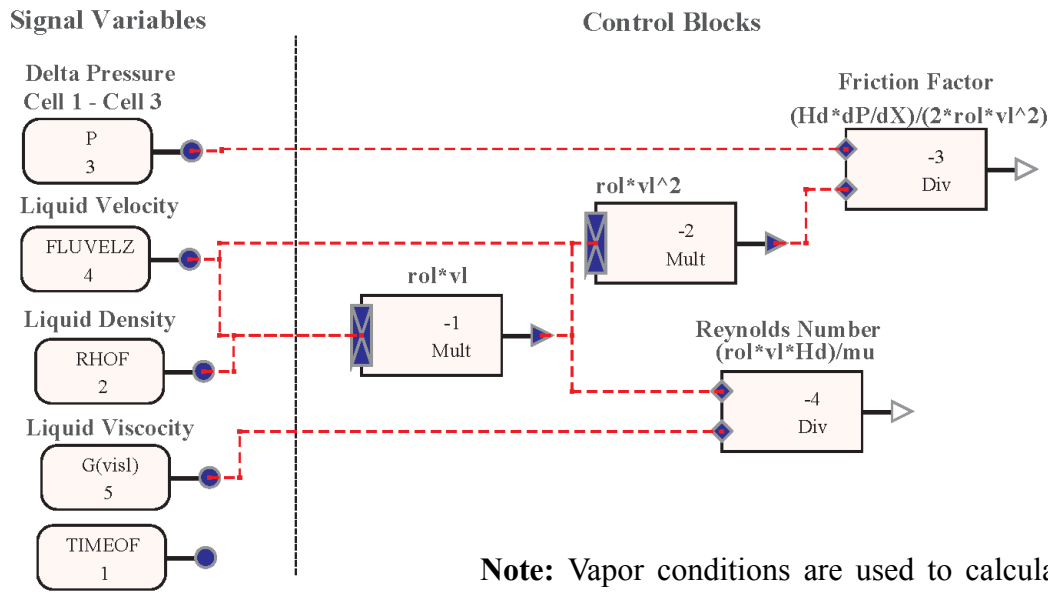 Signal Variables
Control Blocks
Delta Pressure
Cell 1 - Cell 3
P
3
Liquid Velocity
FLUVELZ
4
Liquid Density
RHOF
2
Liquid Viscocity
G(visl)
5
TIMEOF
1
rol*vl
-1
Mult
rol*vl^2
-2
Mult
Friction Factor
(Hd*dP/dX)/(2*rol*vl^2)
-3
Div
Reynolds Number
(rol*vl*Hd)/mu
-4
Div
Note: Vapor conditions are used to calcula